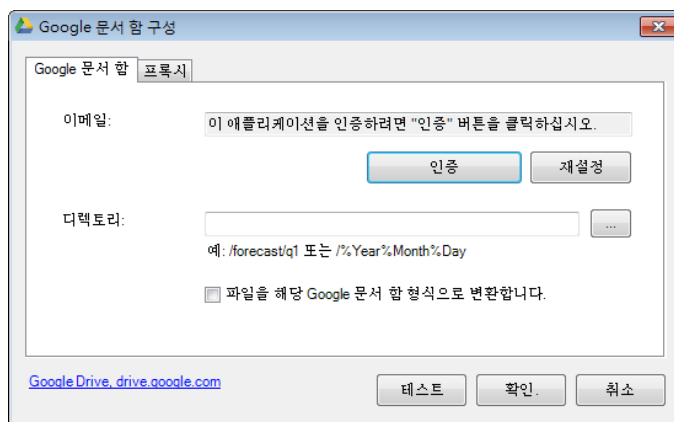 Google 문서 함 구성
Google 문서 함 프록시
이메일: 이 애플리케이션을 인증하려면 "인증" 버튼을 클릭하십시오.
인증 재설정
디렉토리: ...
예: /forecast/q1 또는 /%Year%Month%Day
파일을 해당 Google 문서 함 형식으로 변환합니다.
Google Drive, drive.google.com 테스트 확인. 취소